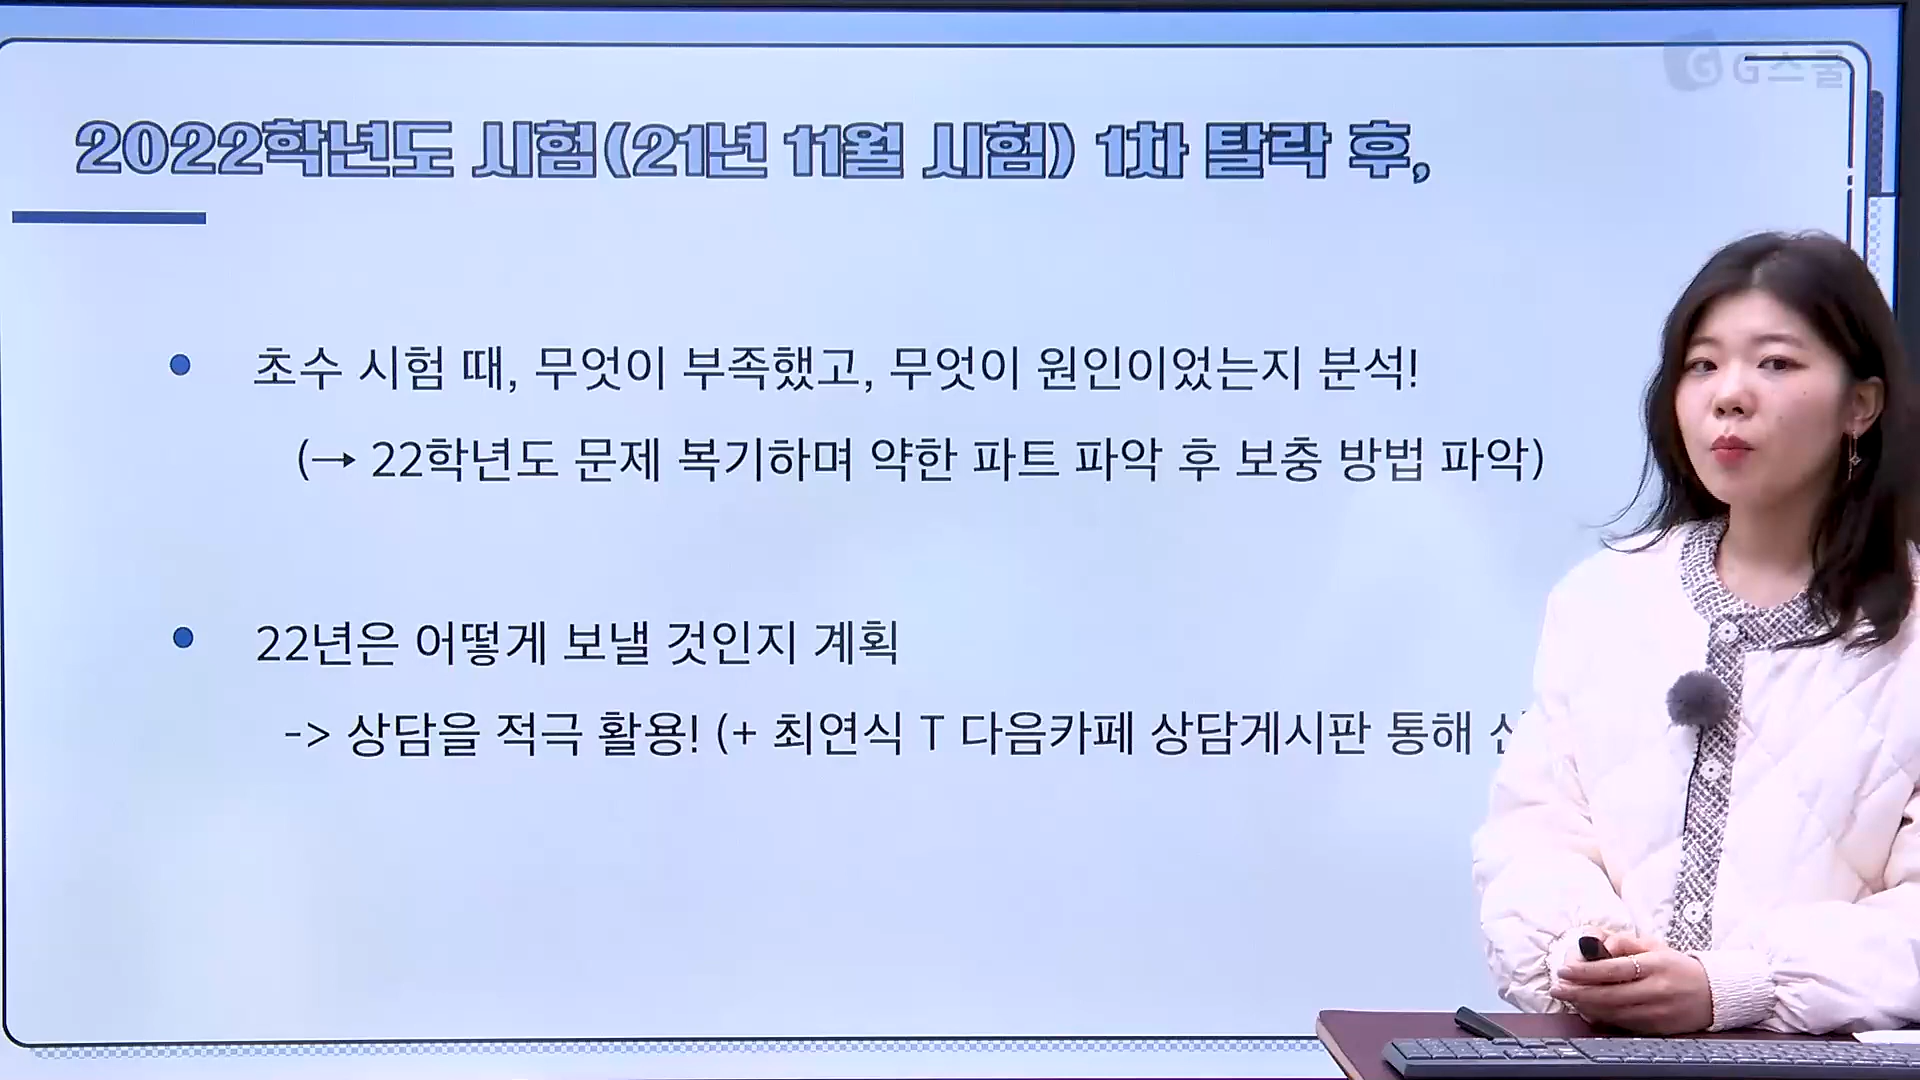 G스쿨
2022학년도 시험(21년 11월 시험) 1차 탈락 후,
초수 시험 때, 무엇이 부족했고, 무엇이 원인이었는지 분석!
(→ 22학년도 문제 복기하며 약한 파트 파악 후 보충 방법 파악)
22년은 어떻게 보낼 것인지 계획
-> 상담을 적극 활용! (+ 최연식 T 다음카페 상담게시판 통해